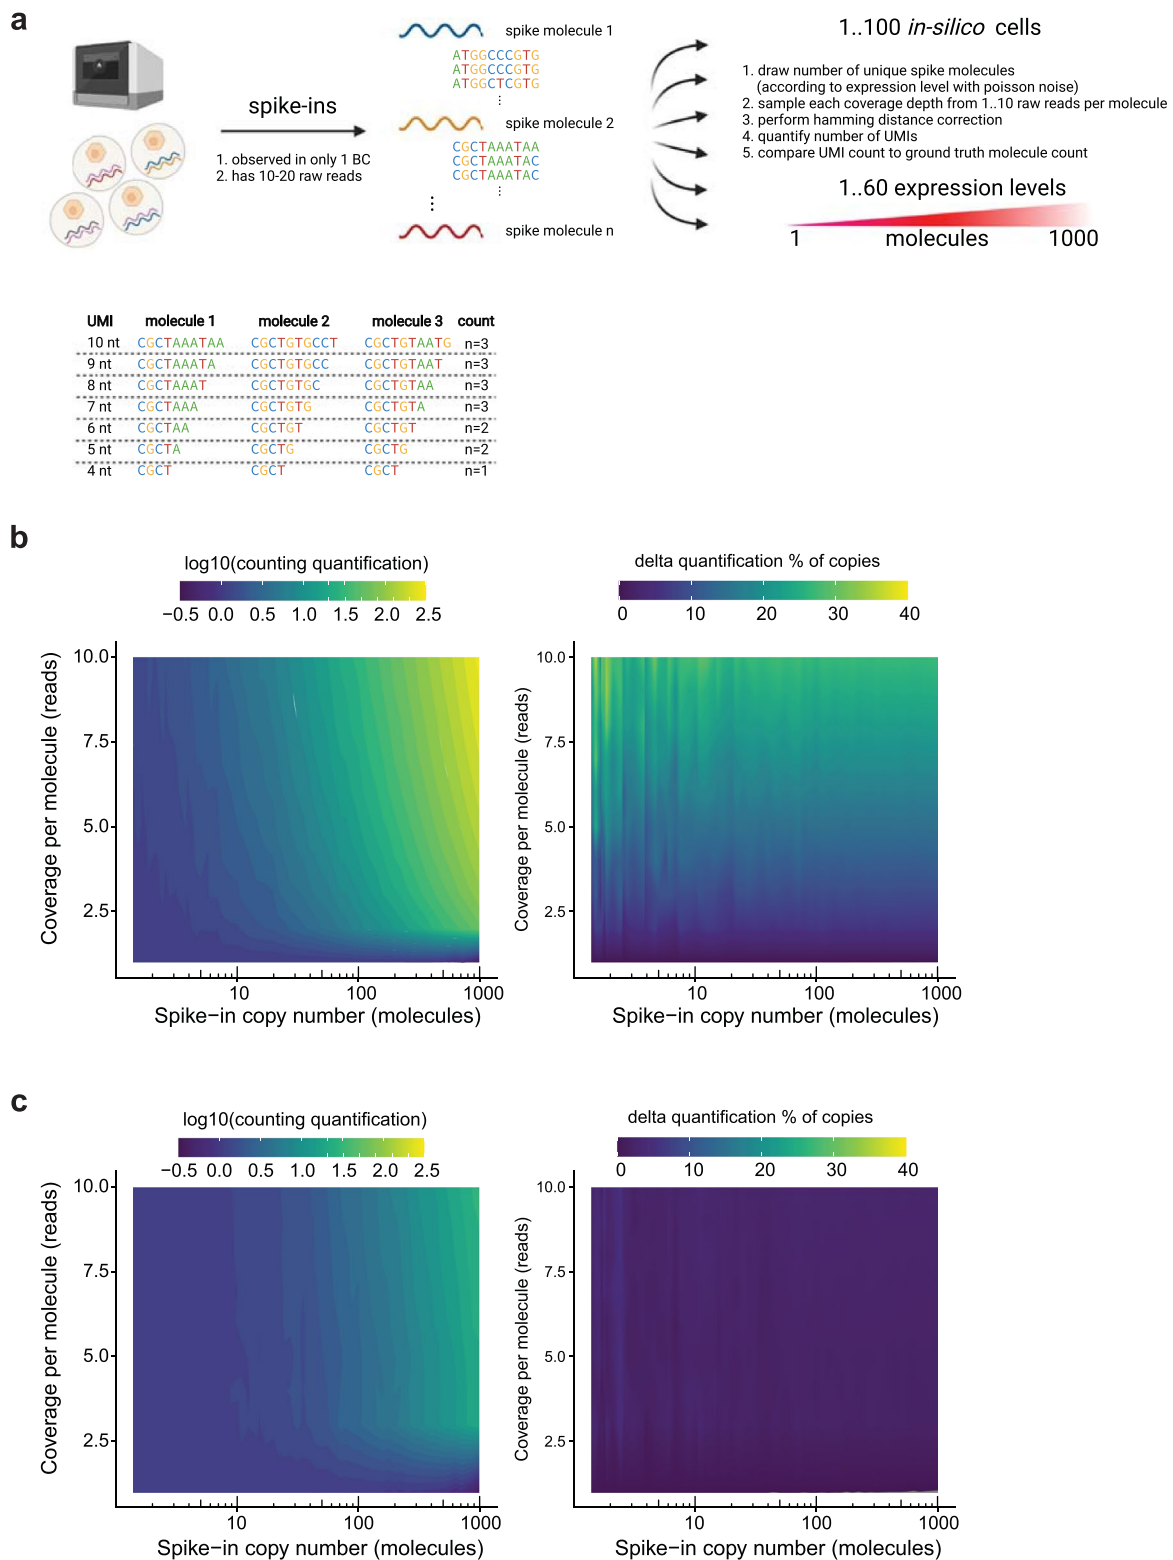 a
spike-ins
1. observed in only 1 BC
2. has 10-20 raw reads
spike molecule 1
ATGGCCCGTG
ATGGCCCGTG
ATGGCTCGTG
⋮
spike molecule 2
CGCTAAATAA
CGCTAAATAC
CGCTAAATAC
⋮
⋮
spike molecule n
1..100 in-silico cells
1. draw number of unique spike molecules
(according to expression level with poisson noise)
2. sample each coverage depth from 1..10 raw reads per molecule
3. perform hamming distance correction
4. quantify number of UMIs
5. compare UMI count to ground truth molecule count
1..60 expression levels
1 molecules 1000
UMI molecule 1 molecule 2 molecule 3 count
10 nt CGCTAAATAA CGCTGTGCCT CGCTGTAATG n=3
9 nt CGCTAAATA CGCTGTGCC CGCTGTAAT n=3
8 nt CGCTAAAT CGCTGTGC CGCTGTAA n=3
7 nt CGCTAAA CGCTGTG CGCTGTA n=3
6 nt CGCTAA CGCTGT CGCTGT n=2
5 nt CGCTA CGCTG CGCTG n=2
4 nt CGCT CGCT CGCT n=1
b
log10(counting quantification)
−0.5 0.0 0.5 1.0 1.5 2.0 2.5
Coverage per molecule (reads)
10.0
7.5
5.0
2.5
10 100 1000
Spike−in copy number (molecules)
delta quantification % of copies
0 10 20 30 40
Coverage per molecule (reads)
10.0
7.5
5.0
2.5
10 100 1000
Spike−in copy number (molecules)
c
log10(counting quantification)
−0.5 0.0 0.5 1.0 1.5 2.0 2.5
Coverage per molecule (reads)
10.0
7.5
5.0
2.5
10 100 1000
Spike−in copy number (molecules)
delta quantification % of copies
0 10 20 30 40
Coverage per molecule (reads)
10.0
7.5
5.0
2.5
10 100 1000
Spike−in copy number (molecules)